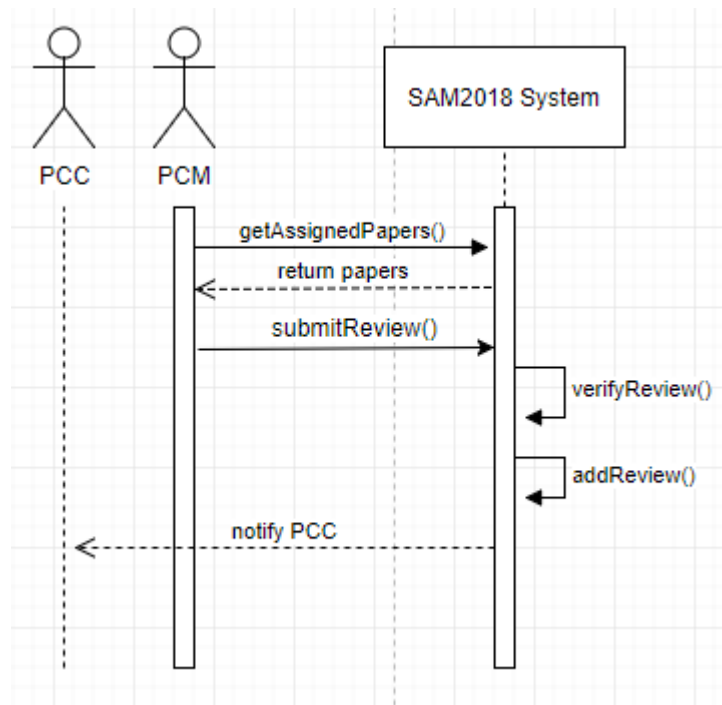 SAM2018 System
PCC
PCM
getAssignedPapers()
return papers
submitReview()
verifyReview()
addReview()
notify PCC